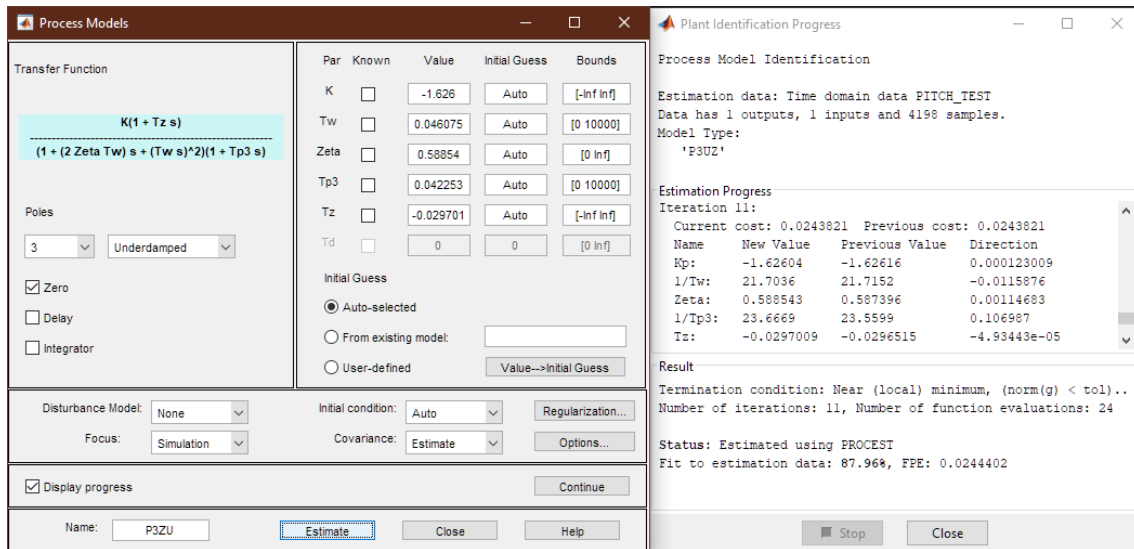 Process Models
Transfer Function
K(1 + Tz s)
(1 + (2 Zeta Tw) s + (Tw s)^2)(1 + Tp3 s)
Poles
3 Underdamped
Zero
Delay
Integrator
Par Known Value Initial Guess Bounds
K -1.626 Auto [-Inf Inf]
Tw 0.046075 Auto [0 10000]
Zeta 0.58854 Auto [0 Inf]
Tp3 0.042253 Auto [0 10000]
Tz -0.029701 Auto [-Inf Inf]
Td 0 0 [0 Inf]
Initial Guess
Auto-selected
From existing model:
User-defined Value-->Initial Guess
Disturbance Model: None Initial condition: Auto Regularization...
Focus: Simulation Covariance: Estimate Options...
Display progress Continue
Name: P3ZU Estimate Close Help
Plant Identification Progress
Process Model Identification
Estimation data: Time domain data PITCH_TEST
Data has 1 outputs, 1 inputs and 4198 samples.
Model Type:
'P3UZ'
Estimation Progress
Iteration 11:
Current cost: 0.0243821 Previous cost: 0.0243821
Name New Value Previous Value Direction
Kp: -1.62604 -1.62616 0.000123009
1/Tw: 21.7036 21.7152 -0.0115876
Zeta: 0.588543 0.587396 0.00114683
1/Tp3: 23.6669 23.5599 0.106987
Tz: -0.0297009 -0.0296515 -4.93443e-05
Result
Termination condition: Near (local) minimum, (norm(g) < tol)..
Number of iterations: 11, Number of function evaluations: 24
Status: Estimated using PROCEST
Fit to estimation data: 87.96%, FPE: 0.0244402
Stop Close